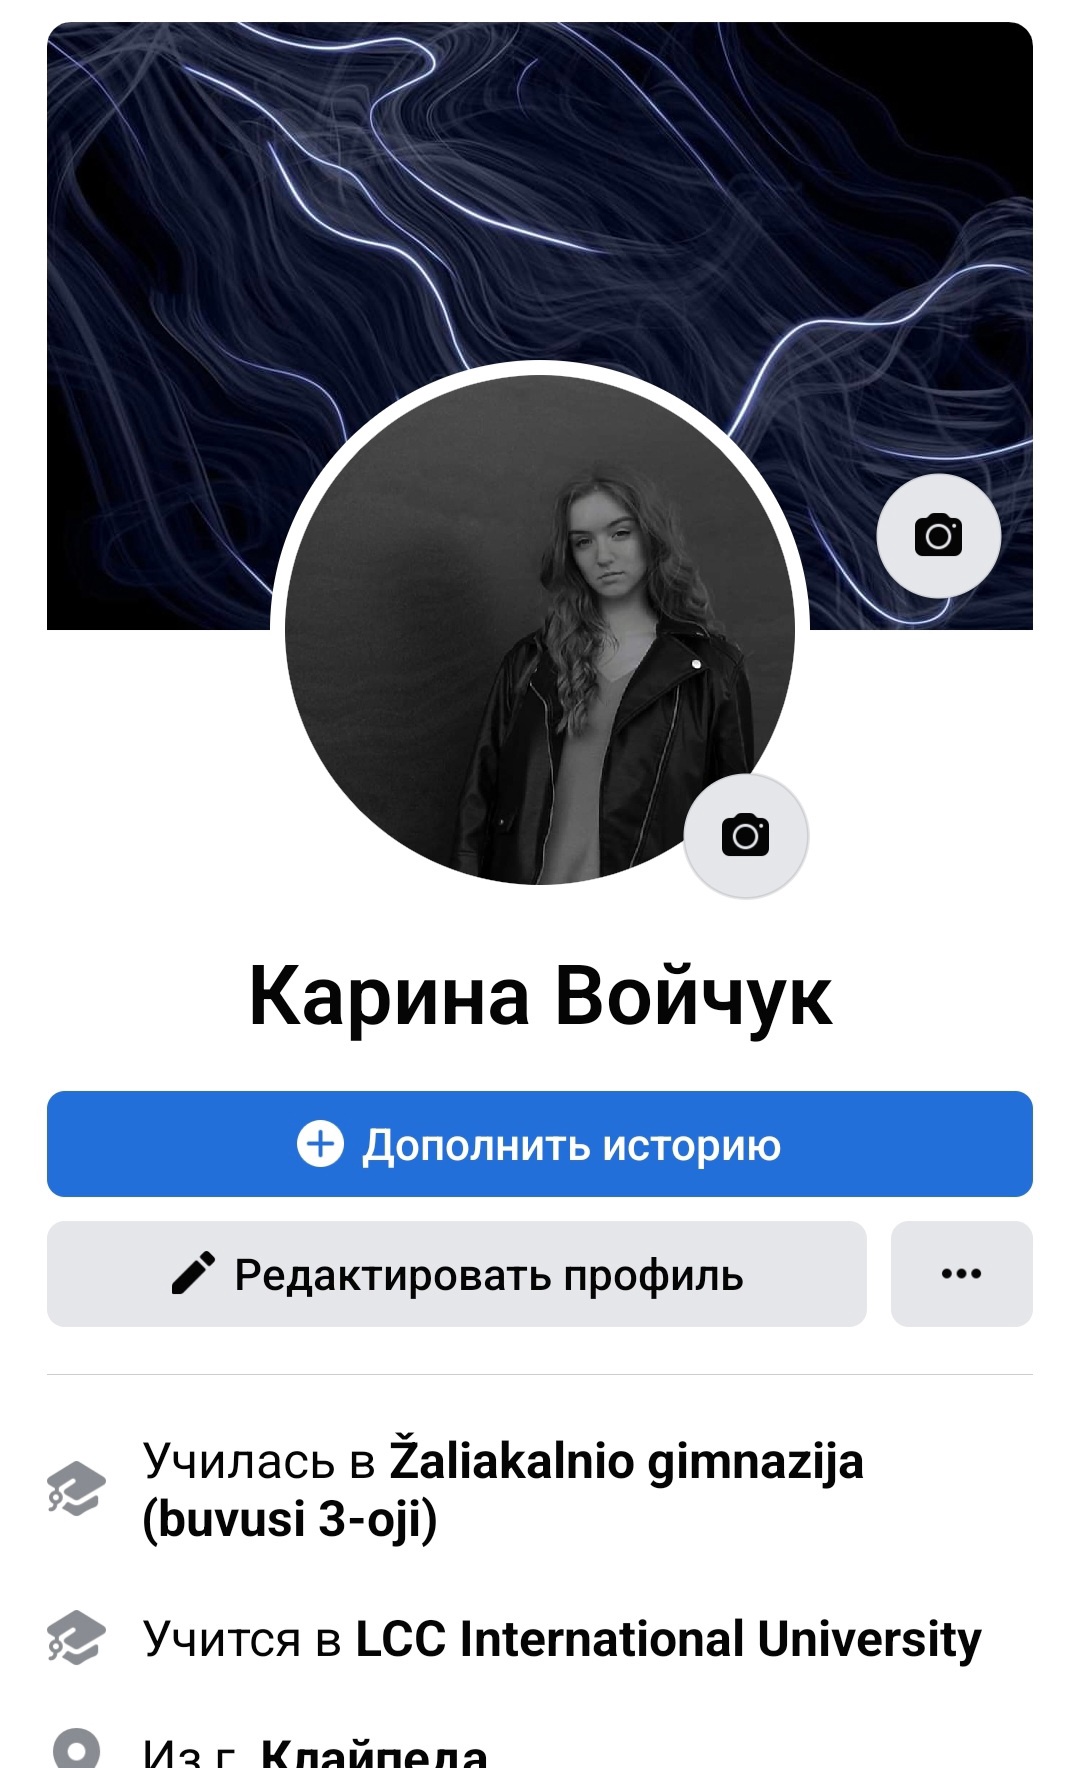 Карина Войчук
Дополнить историю
Редактировать профиль
Училась в Žaliakalnio gimnazija
(buvusi 3-oji)
Учится в LCC International University
Из г. Клайпеда